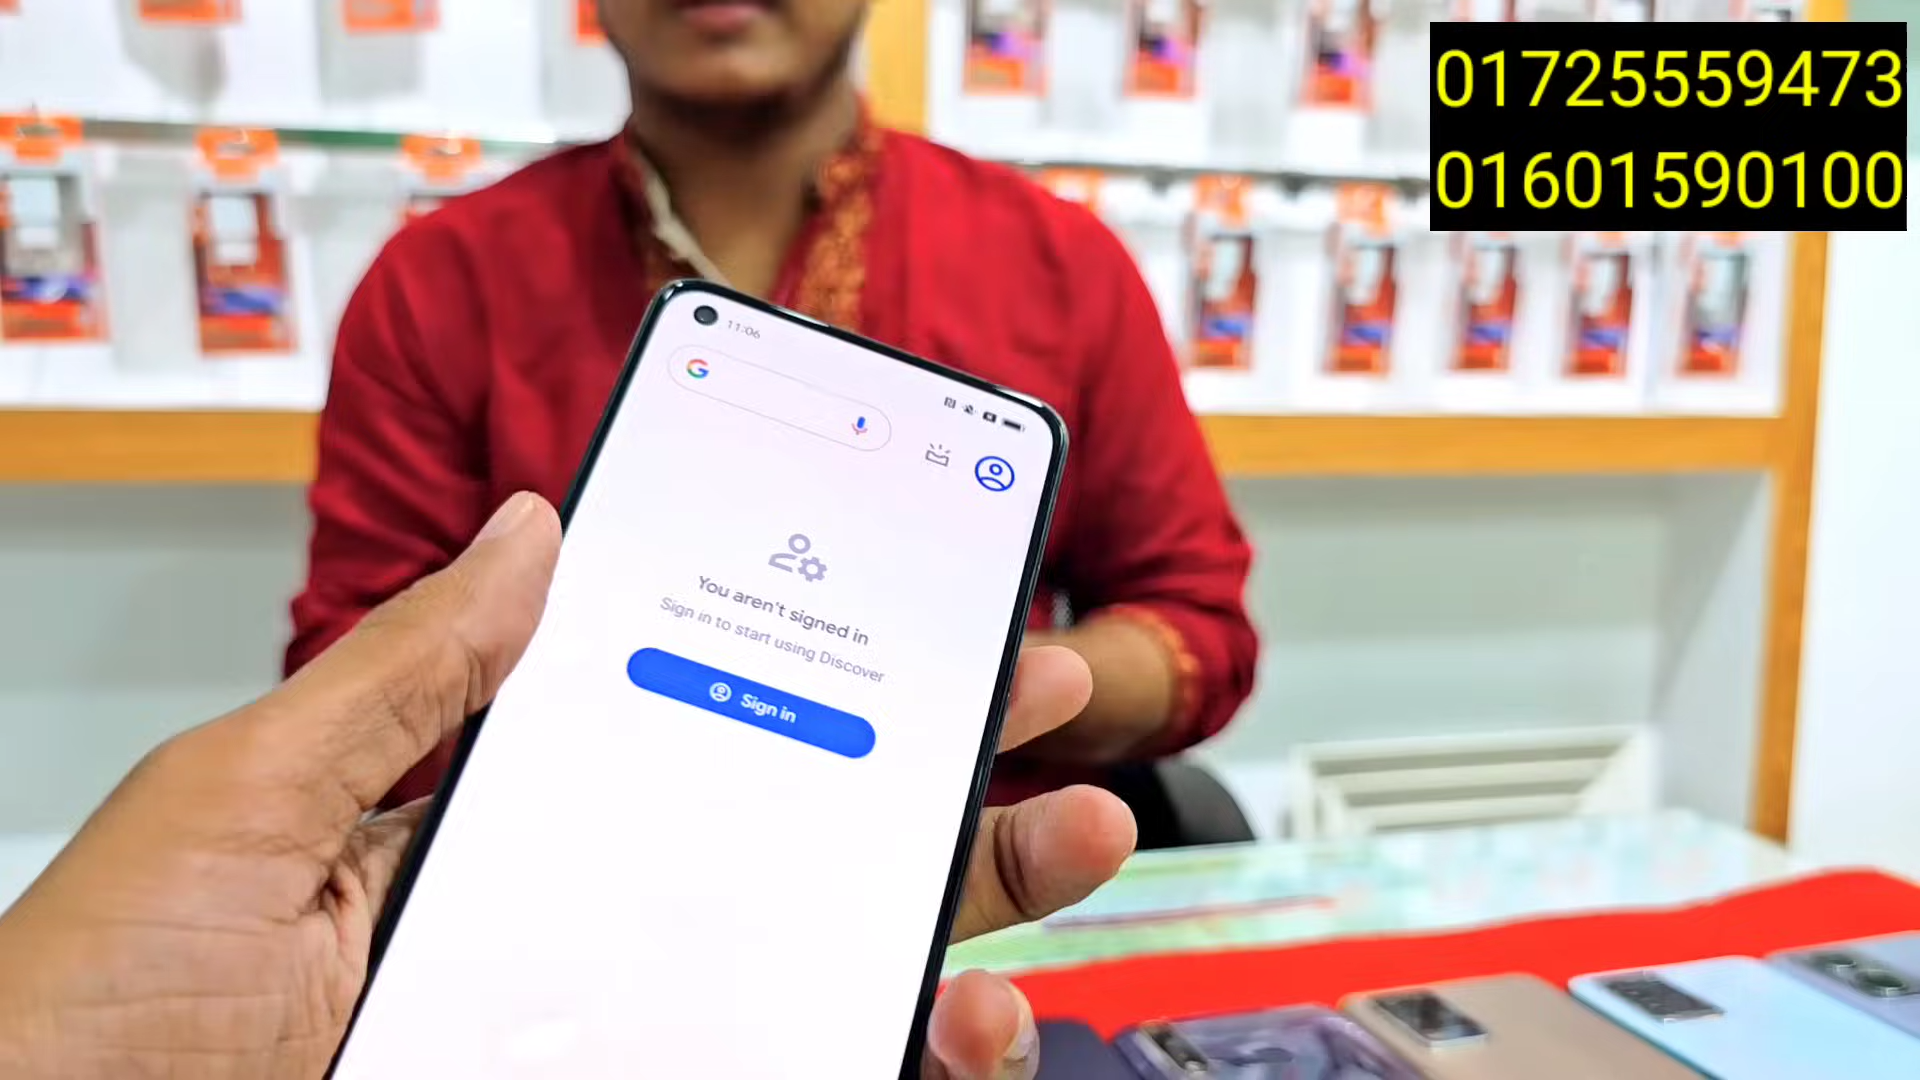 01725559473
01601590100
11:06
G
You aren't signed in
Sign in to start using Discover
Sign in